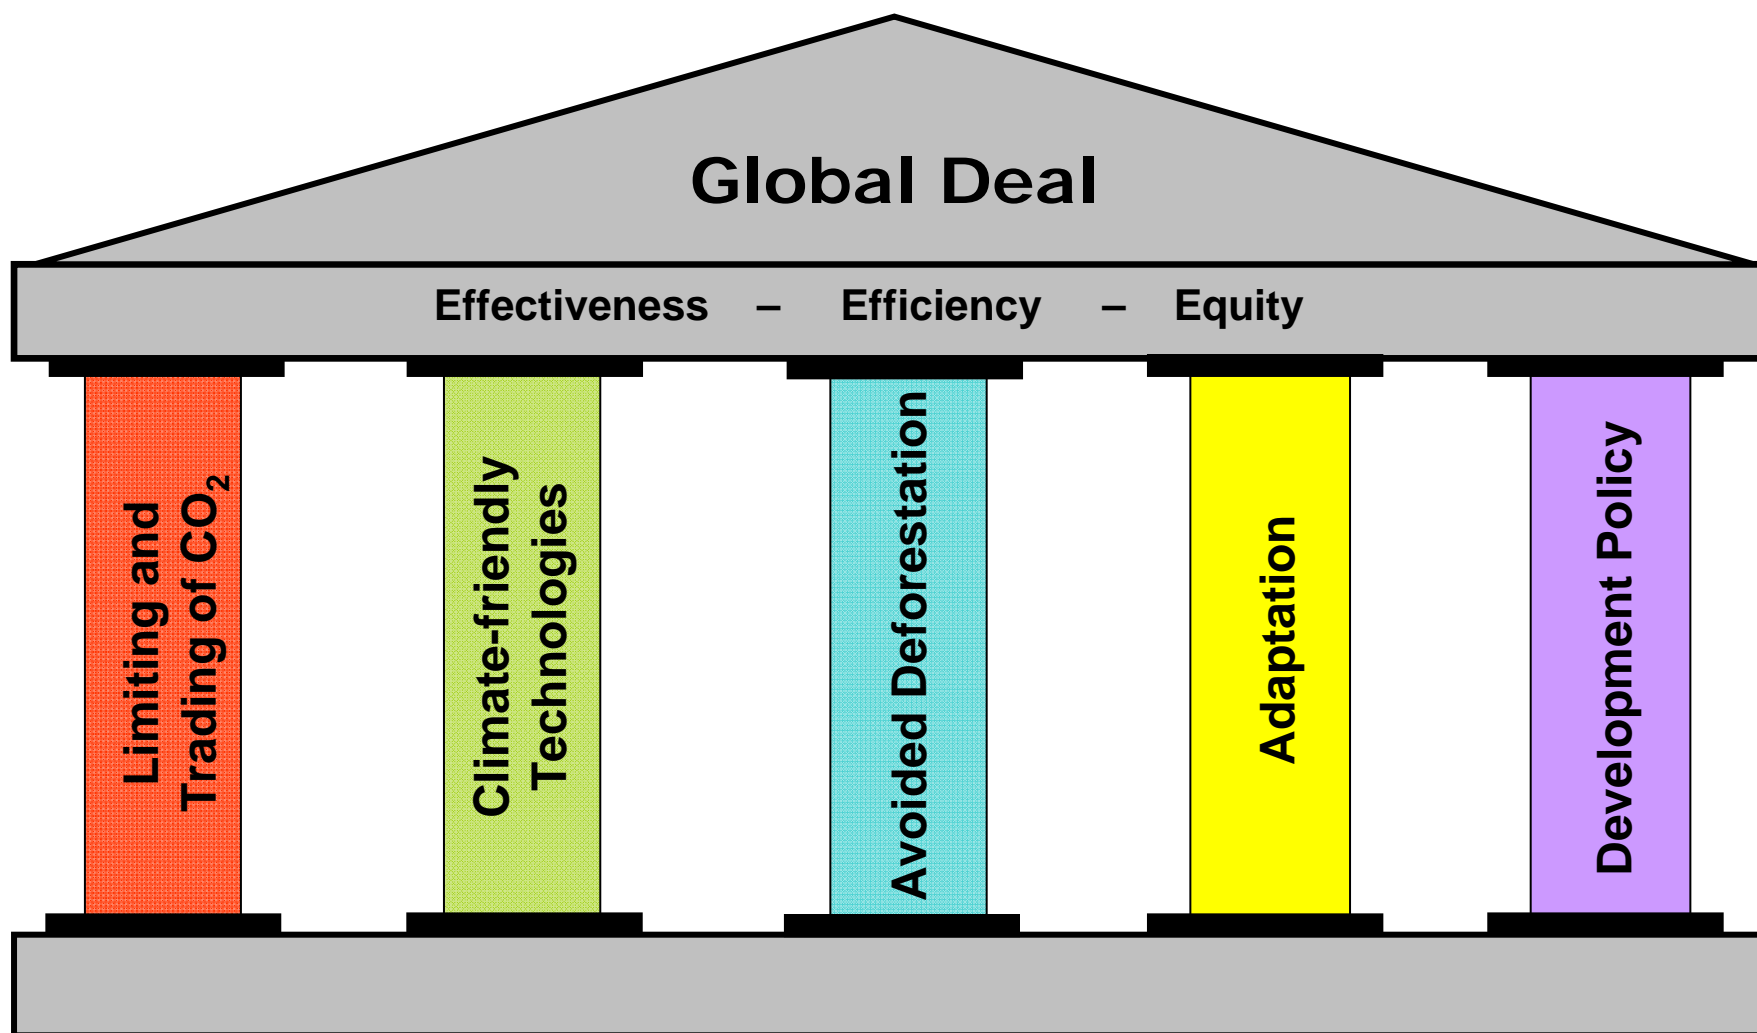 Global Deal
Effectiveness – Efficiency – Equity
Limiting and
Trading of CO₂
Climate-friendly
Technologies
Avoided Deforestation
Adaptation
Development Policy